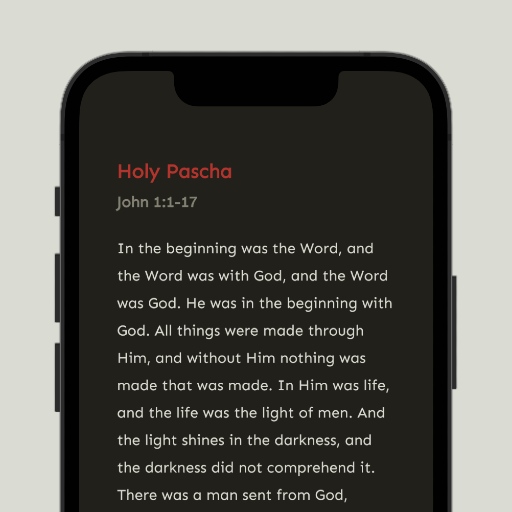 Holy Pascha
John 1:1-17
In the beginning was the Word, and
the Word was with God, and the Word
was God. He was in the beginning with
God. All things were made through
Him, and without Him nothing was
made that was made. In Him was life,
and the life was the light of men. And
the light shines in the darkness, and
the darkness did not comprehend it.
There was a man sent from God,